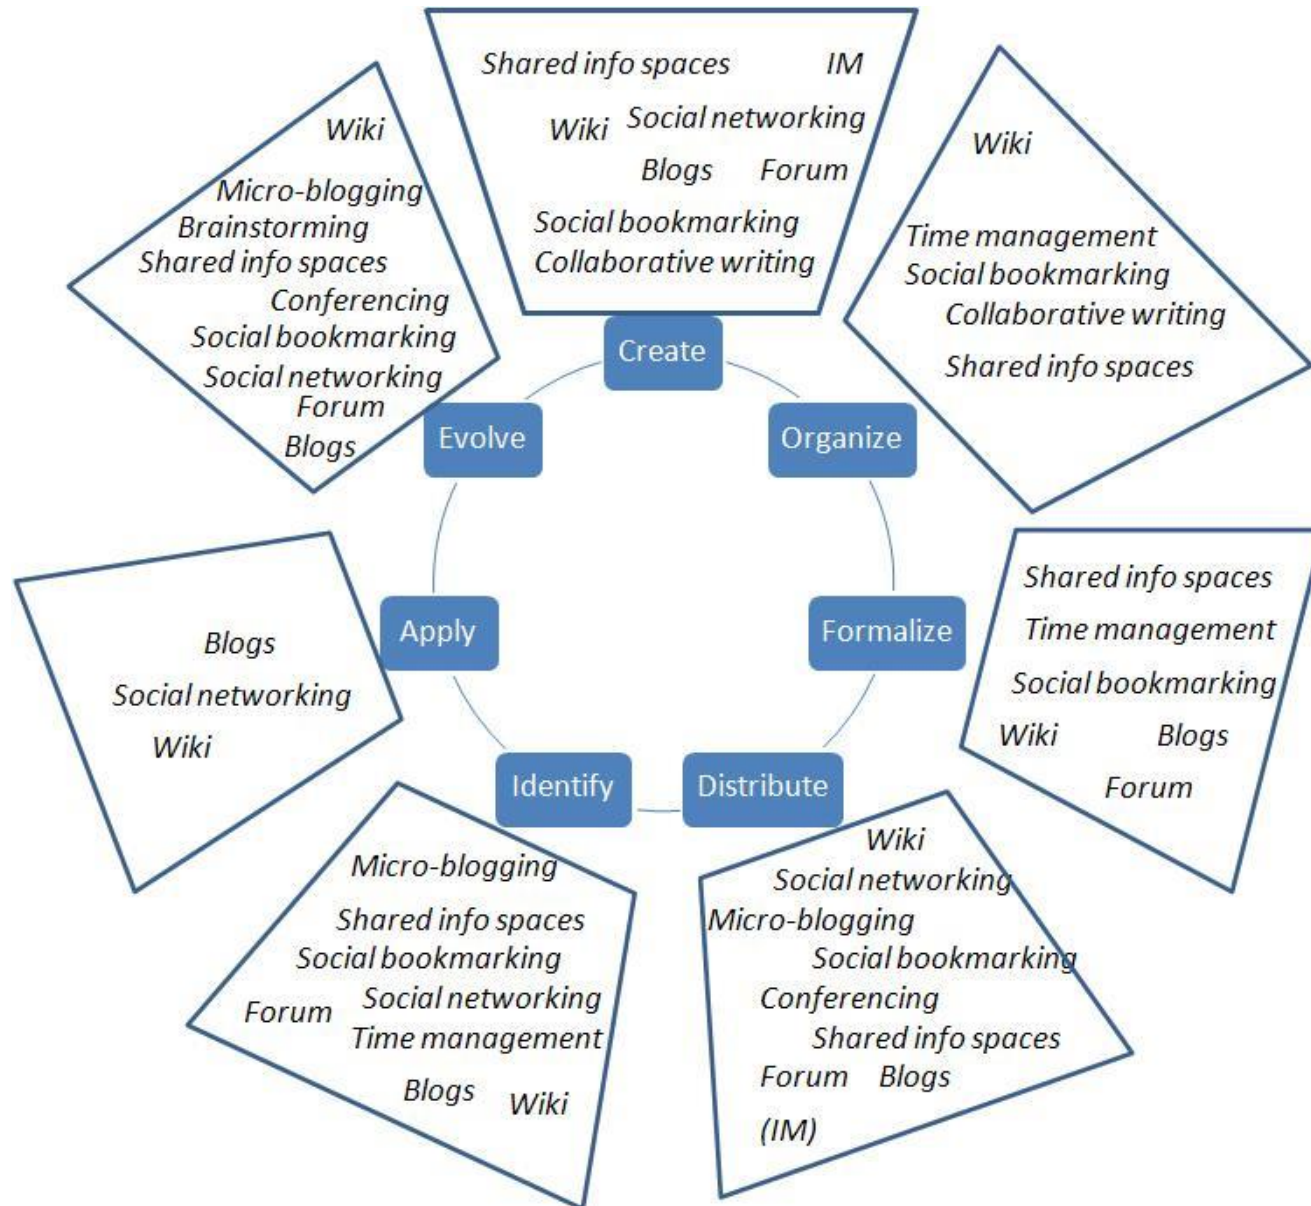 Shared info spaces IM
Wiki Social networking
Blogs Forum
Social bookmarking
Collaborative writing
Create
Wiki
Time management
Social bookmarking
Collaborative writing
Shared info spaces
Organize
Shared info spaces
Time management
Social bookmarking
Wiki Blogs
Forum
Formalize
Distribute
Wiki
Social networking
Micro-blogging
Social bookmarking
Conferencing
Shared info spaces
Forum Blogs
(IM)
Identify
Micro-blogging
Shared info spaces
Social bookmarking
Social networking
Forum
Time management
Blogs Wiki
Apply
Blogs
Social networking
Wiki
Evolve
Wiki
Micro-blogging
Brainstorming
Shared info spaces
Conferencing
Social bookmarking
Social networking
Forum
Blogs